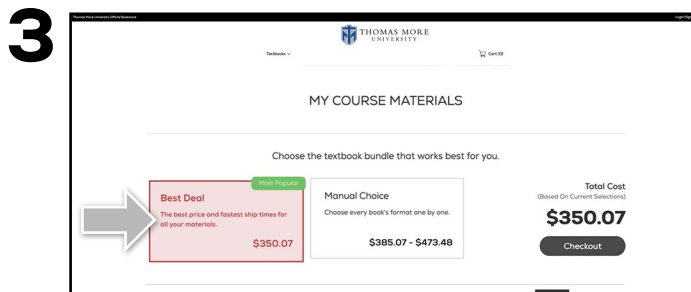 3
Thomas More University Official Bookstore
THOMAS MORE
UNIVERSITY
Textbooks
Cart (0)
MY COURSE MATERIALS
Choose the textbook bundle that works best for you.
Most Popular
Best Deal
The best price and fastest ship times for
all your materials.
$350.07
Manual Choice
Choose every book's format one by one.
$385.07 - $473.48
Total Cost
(Based On Current Selections)
$350.07
Checkout